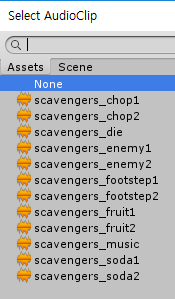 Select AudioClip
Assets Scene
None
scavengers_chop1
scavengers_chop2
scavengers_die
scavengers_enemy1
scavengers_enemy2
scavengers_footstep1
scavengers_footstep2
scavengers_fruit1
scavengers_fruit2
scavengers_music
scavengers_soda1
scavengers_soda2